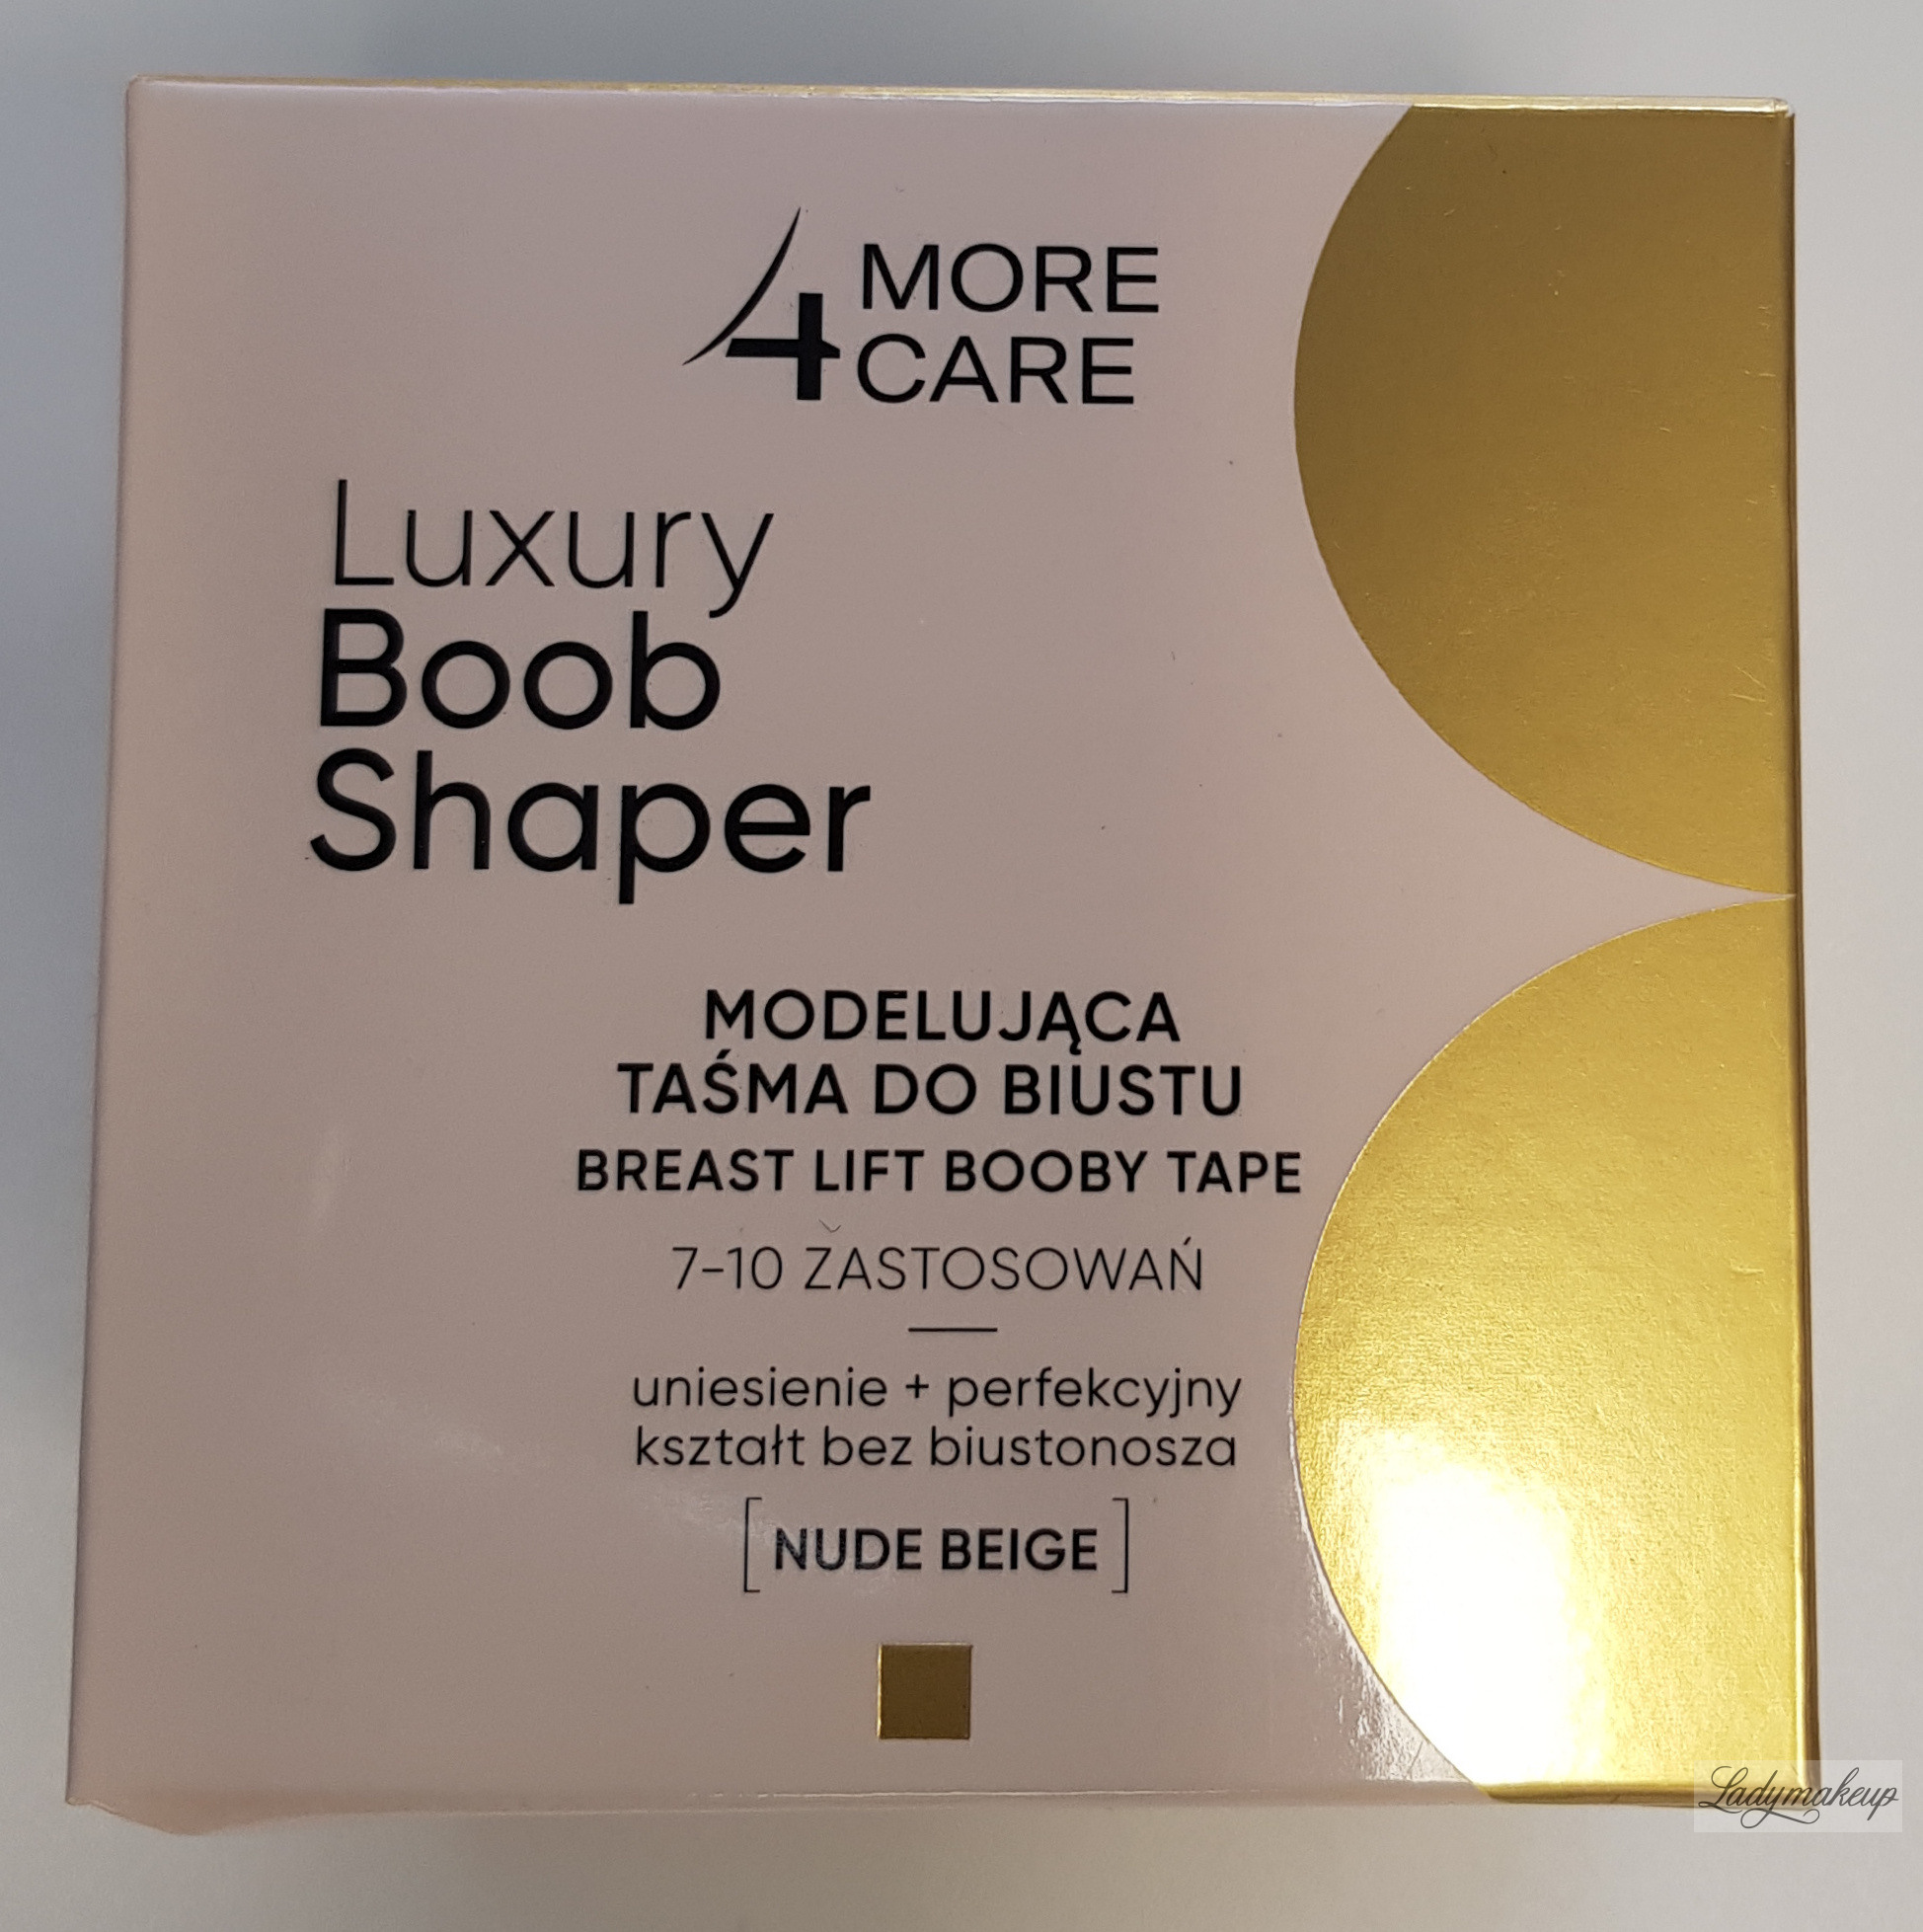 4 MORE
CARE
Luxury
Boob
Shaper
MODELUJĄCA
TAŚMA DO BIUSTU
BREAST LIFT BOOBY TAPE
7-10 ZASTOSOWAŃ
uniesienie + perfekcyjny
kształt bez biustonosza
[NUDE BEIGE]
Ladymakeup